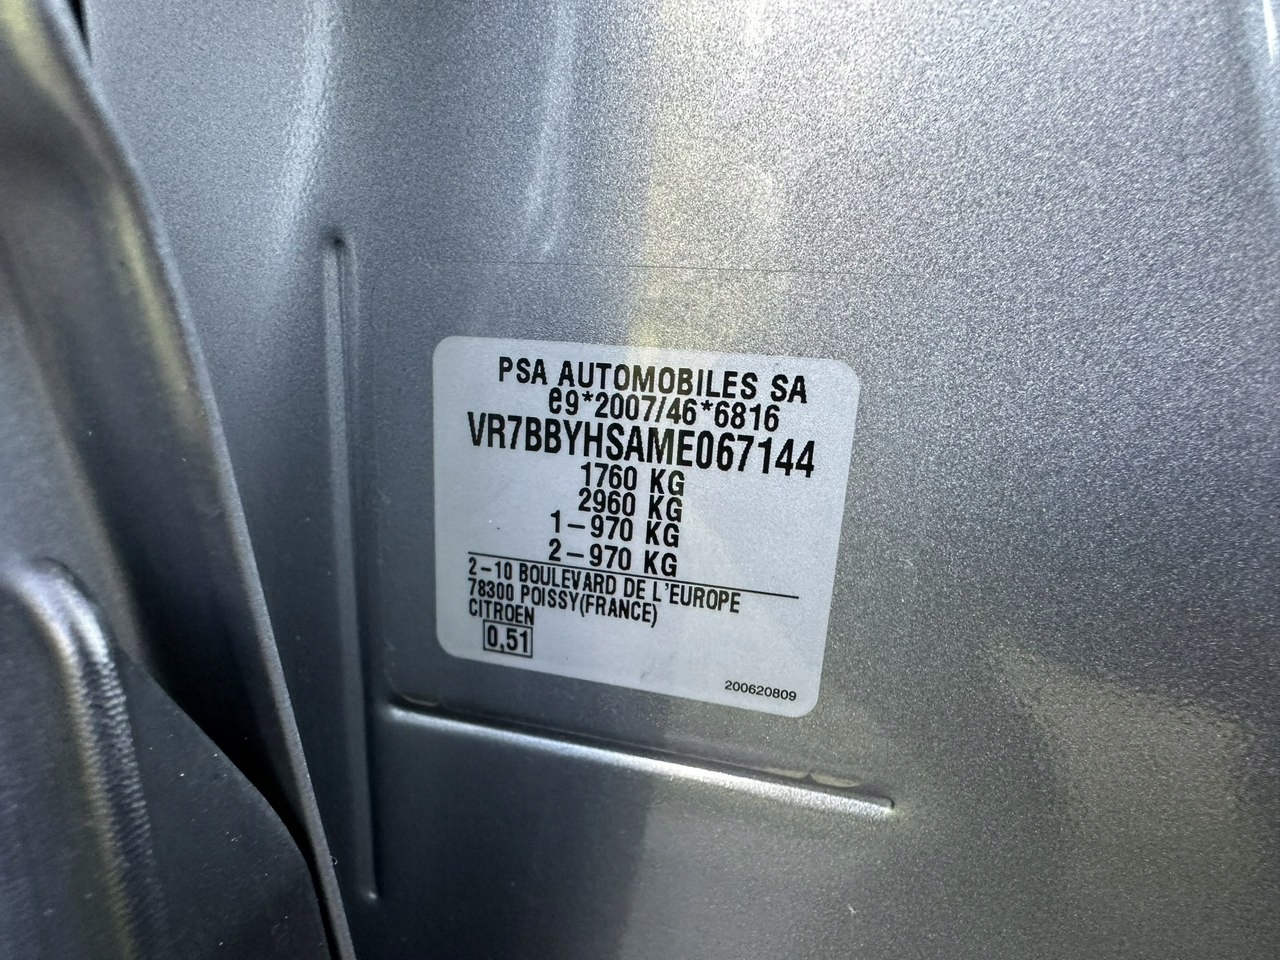 PSA AUTOMOBILES SA
e9*2007/46*6816
VR7BBYHSAME067144
1760 KG
2960 KG
1-970 KG
2-970 KG
2-10 BOULEVARD DE L'EUROPE
78300 POISSY(FRANCE)
CITROEN
0,51
200620809